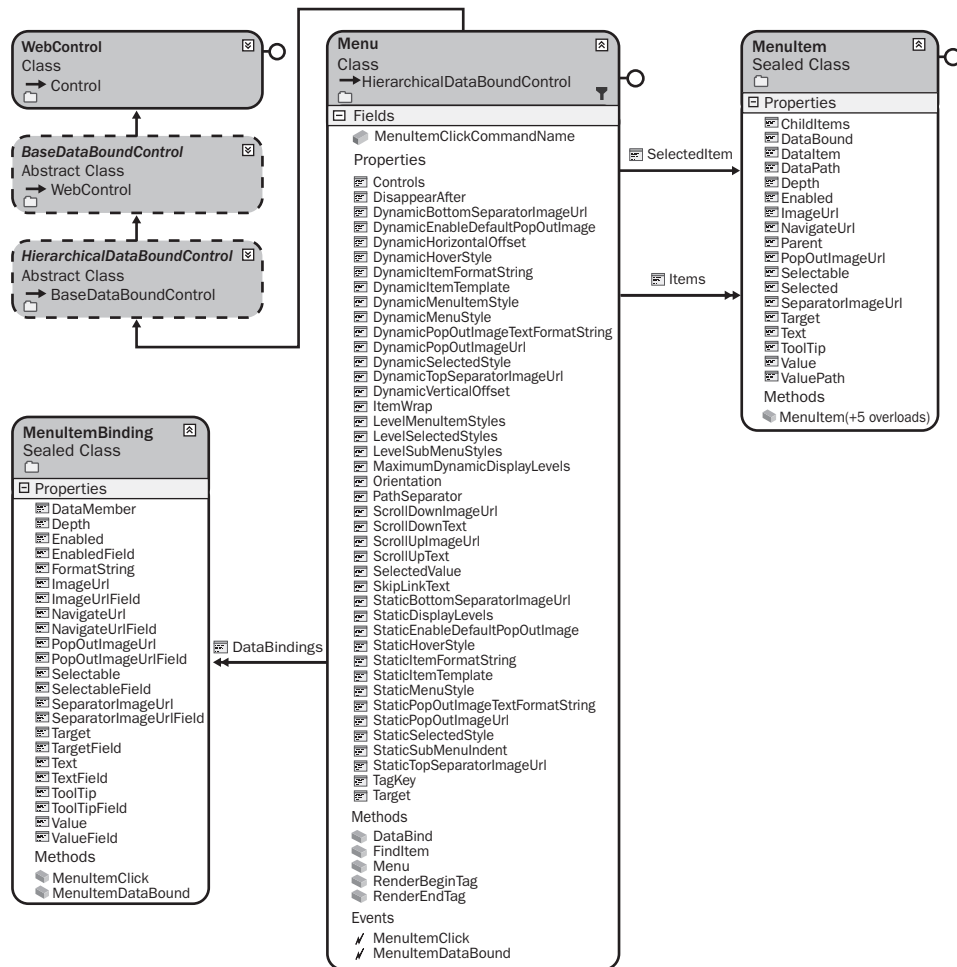 WebControl
Class
Control
BaseDataBoundControl
Abstract Class
WebControl
HierarchicalDataBoundControl
Abstract Class
BaseDataBoundControl
MenuItemBinding
Sealed Class
Properties
DataMember
Depth
Enabled
EnabledField
FormatString
ImageUrl
ImageUrlField
NavigateUrl
NavigateUrlField
PopOutImageUrl
PopOutImageUrlField
Selectable
SelectableField
SeparatorImageUrl
SeparatorImageUrlField
Target
TargetField
Text
TextField
ToolTip
ToolTipField
Value
ValueField
Methods
MenuItemClick
MenuItemDataBound
DataBindings
Menu
Class
HierarchicalDataBoundControl
Fields
MenuItemClickCommandName
Properties
Controls
DisappearAfter
DynamicBottomSeparatorImageUrl
DynamicEnableDefaultPopOutImage
DynamicHorizontalOffset
DynamicHoverStyle
DynamicItemFormatString
DynamicItemTemplate
DynamicMenuItemStyle
DynamicMenuStyle
DynamicPopOutImageTextFormatString
DynamicPopOutImageUrl
DynamicSelectedStyle
DynamicTopSeparatorImageUrl
DynamicVerticalOffset
ItemWrap
LevelMenuItemStyles
LevelSelectedStyles
LevelSubMenuStyles
MaximumDynamicDisplayLevels
Orientation
PathSeparator
ScrollDownImageUrl
ScrollDownText
ScrollUpImageUrl
ScrollUpText
SelectedValue
SkipLinkText
StaticBottomSeparatorImageUrl
StaticDisplayLevels
StaticEnableDefaultPopOutImage
StaticHoverStyle
StaticItemFormatString
StaticItemTemplate
StaticMenuStyle
StaticPopOutImageTextFormatString
StaticPopOutImageUrl
StaticSelectedStyle
StaticSubMenuIndent
StaticTopSeparatorImageUrl
TagKey
Target
Methods
DataBind
FindItem
Menu
RenderBeginTag
RenderEndTag
Events
MenuItemClick
MenuItemDataBound
SelectedItem
Items
MenuItem
Sealed Class
Properties
ChildItems
DataBound
DataItem
DataPath
Depth
Enabled
ImageUrl
NavigateUrl
Parent
PopOutImageUrl
Selectable
Selected
SeparatorImageUrl
Target
Text
ToolTip
Value
ValuePath
Methods
MenuItem(+5 overloads)